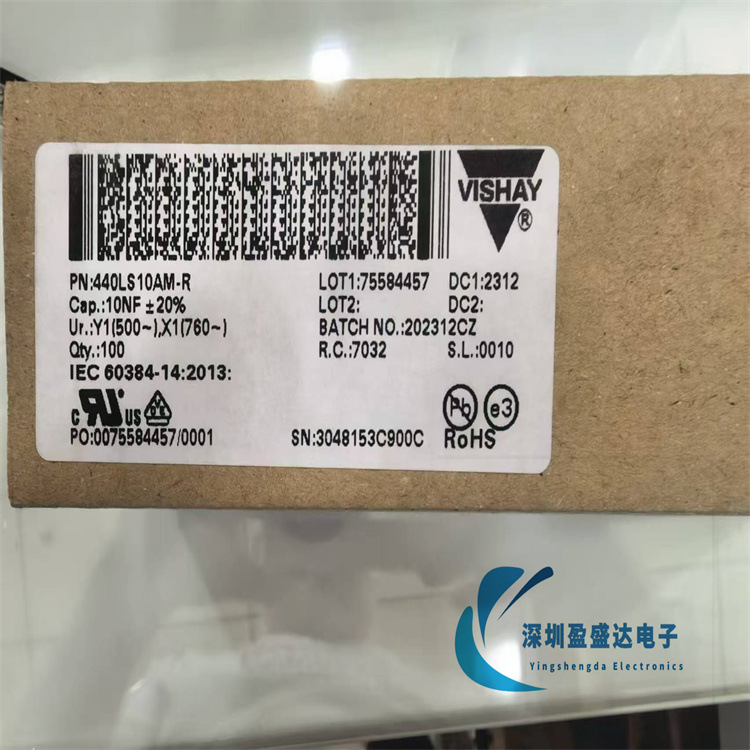 VISHAY
®
PN:440LS10AM-R
LOT1:75584457 DC1:2312
Cap.:10NF ±20%
LOT2: DC2:
Ur.:Y1(500~),X1(760~)
BATCH NO.:202312CZ
Qty.:100
R.C.:7032 S.L.:0010
IEC 60384-14:2013:
c RU US
Pb e3
RoHS
PO:0075584457/0001
SN:3048153C900C
深圳盈盛达电子
Yingshengda Electronics